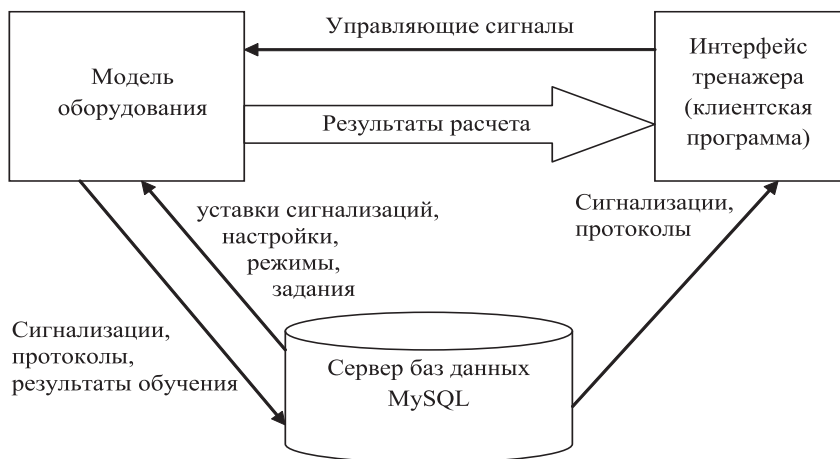 Управляющие сигналы
Модель
оборудования
Интерфейс
тренажера
(клиентская
программа)
Результаты расчета
уставки сигнализаций,
настройки,
режимы,
задания
Сигнализации,
протоколы
Сигнализации,
протоколы,
результаты обучения
Сервер баз данных
MySQL